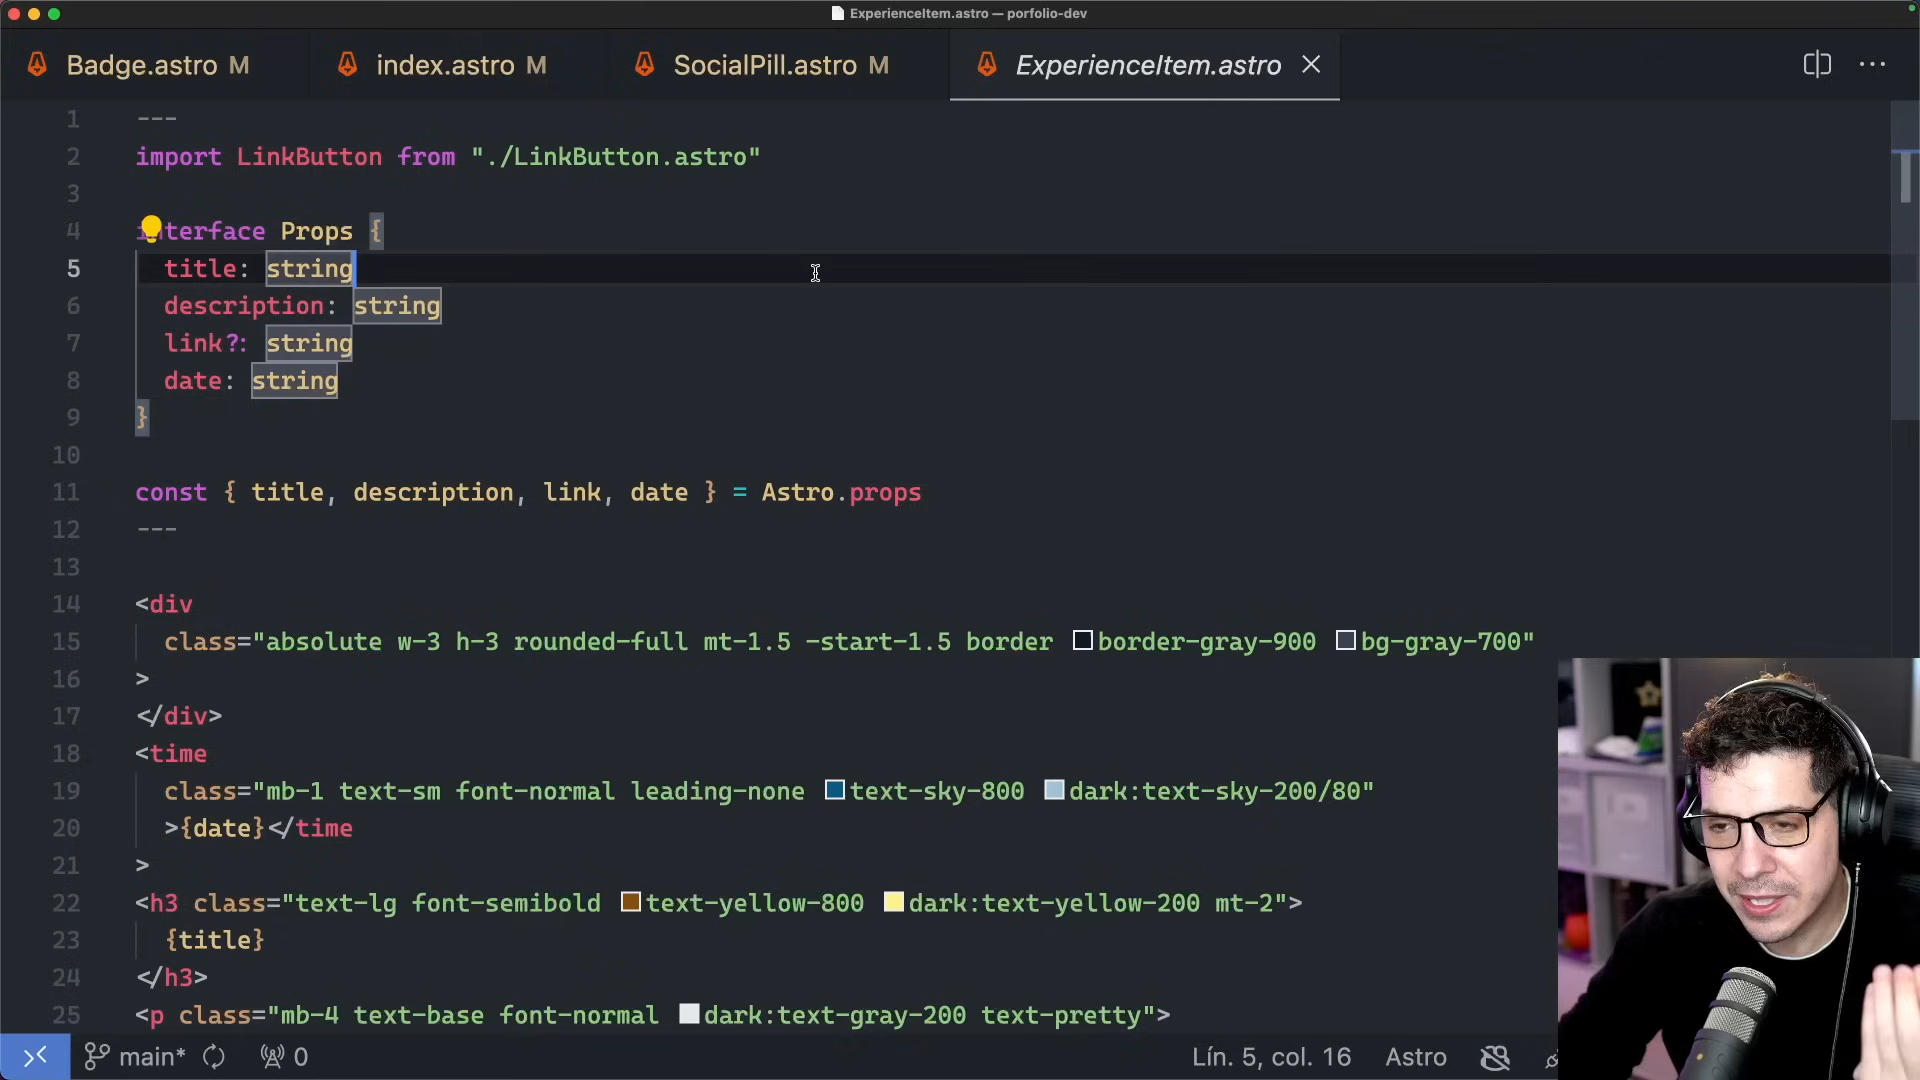 ExperienceItem.astro — porfolio-dev
Badge.astro M
index.astro M
SocialPill.astro M
ExperienceItem.astro
1 ---
2 import LinkButton from "./LinkButton.astro"
3
4 interface Props {
5 title: string
6 description: string
7 link?: string
8 date: string
9 }
10
11 const { title, description, link, date } = Astro.props
12 ---
13
14 <div
15 class="absolute w-3 h-3 rounded-full mt-1.5 -start-1.5 border border-gray-900 bg-gray-700"
16 >
17 </div>
18 <time
19 class="mb-1 text-sm font-normal leading-none text-sky-800 dark:text-sky-200/80"
20 >{date}</time
21 >
22 <h3 class="text-lg font-semibold text-yellow-800 dark:text-yellow-200 mt-2">
23 {title}
24 </h3>
25 <p class="mb-4 text-base font-normal dark:text-gray-200 text-pretty">
main* 0 Lín. 5, col. 16 Astro